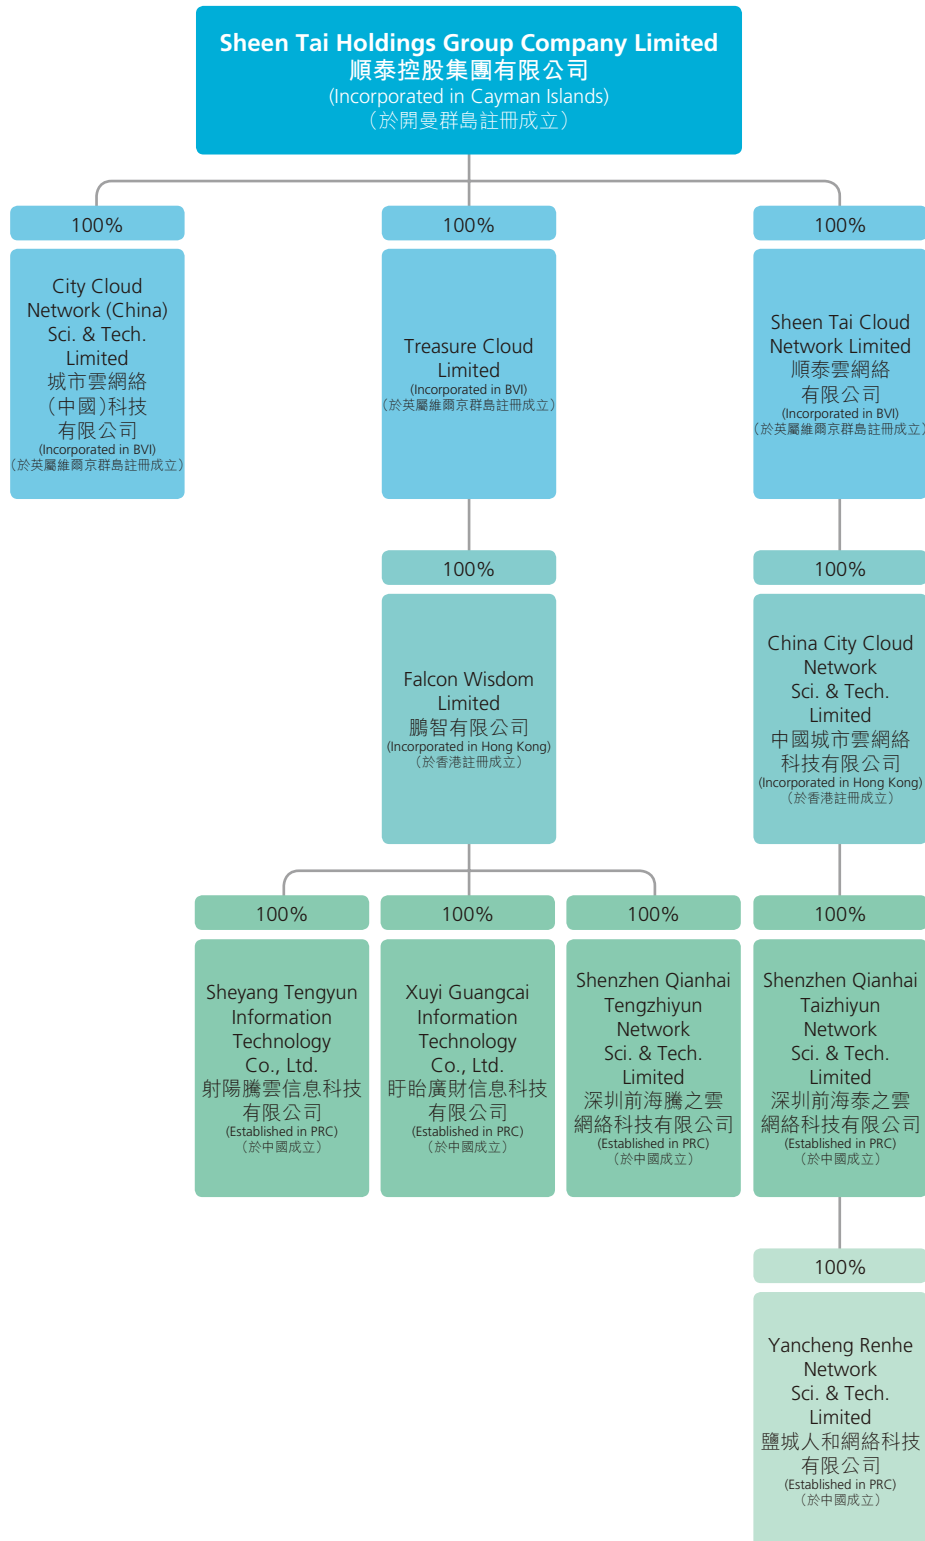 Sheen Tai Holdings Group Company Limited
順泰控股集團有限公司
(Incorporated in Cayman Islands)
（於開曼群島註冊成立）
100%
100%
100%
City Cloud
Network (China)
Sci. & Tech.
Limited
城市雲網絡
（中國）科技
有限公司
(Incorporated in BVI)
（於英屬維爾京群島註冊成立）
Treasure Cloud
Limited
(Incorporated in BVI)
（於英屬維爾京群島註冊成立）
Sheen Tai Cloud
Network Limited
順泰雲網絡
有限公司
(Incorporated in BVI)
（於英屬維爾京群島註冊成立）
100%
100%
Falcon Wisdom
Limited
鵬智有限公司
(Incorporated in Hong Kong)
（於香港註冊成立）
China City Cloud
Network
Sci. & Tech.
Limited
中國城市雲網絡
科技有限公司
(Incorporated in Hong Kong)
（於香港註冊成立）
100%
100%
100%
100%
Sheyang Tengyun
Information
Technology
Co., Ltd.
射陽騰雲信息科技
有限公司
(Established in PRC)
（於中國成立）
Xuyi Guangcai
Information
Technology
Co., Ltd.
盱眙廣財信息科技
有限公司
(Established in PRC)
（於中國成立）
Shenzhen Qianhai
Tengzhiyun
Network
Sci. & Tech.
Limited
深圳前海騰之雲
網絡科技有限公司
(Established in PRC)
（於中國成立）
Shenzhen Qianhai
Taizhiyun
Network
Sci. & Tech.
Limited
深圳前海泰之雲
網絡科技有限公司
(Established in PRC)
（於中國成立）
100%
Yancheng Renhe
Network
Sci. & Tech.
Limited
鹽城人和網絡科技
有限公司
(Established in PRC)
（於中國成立）